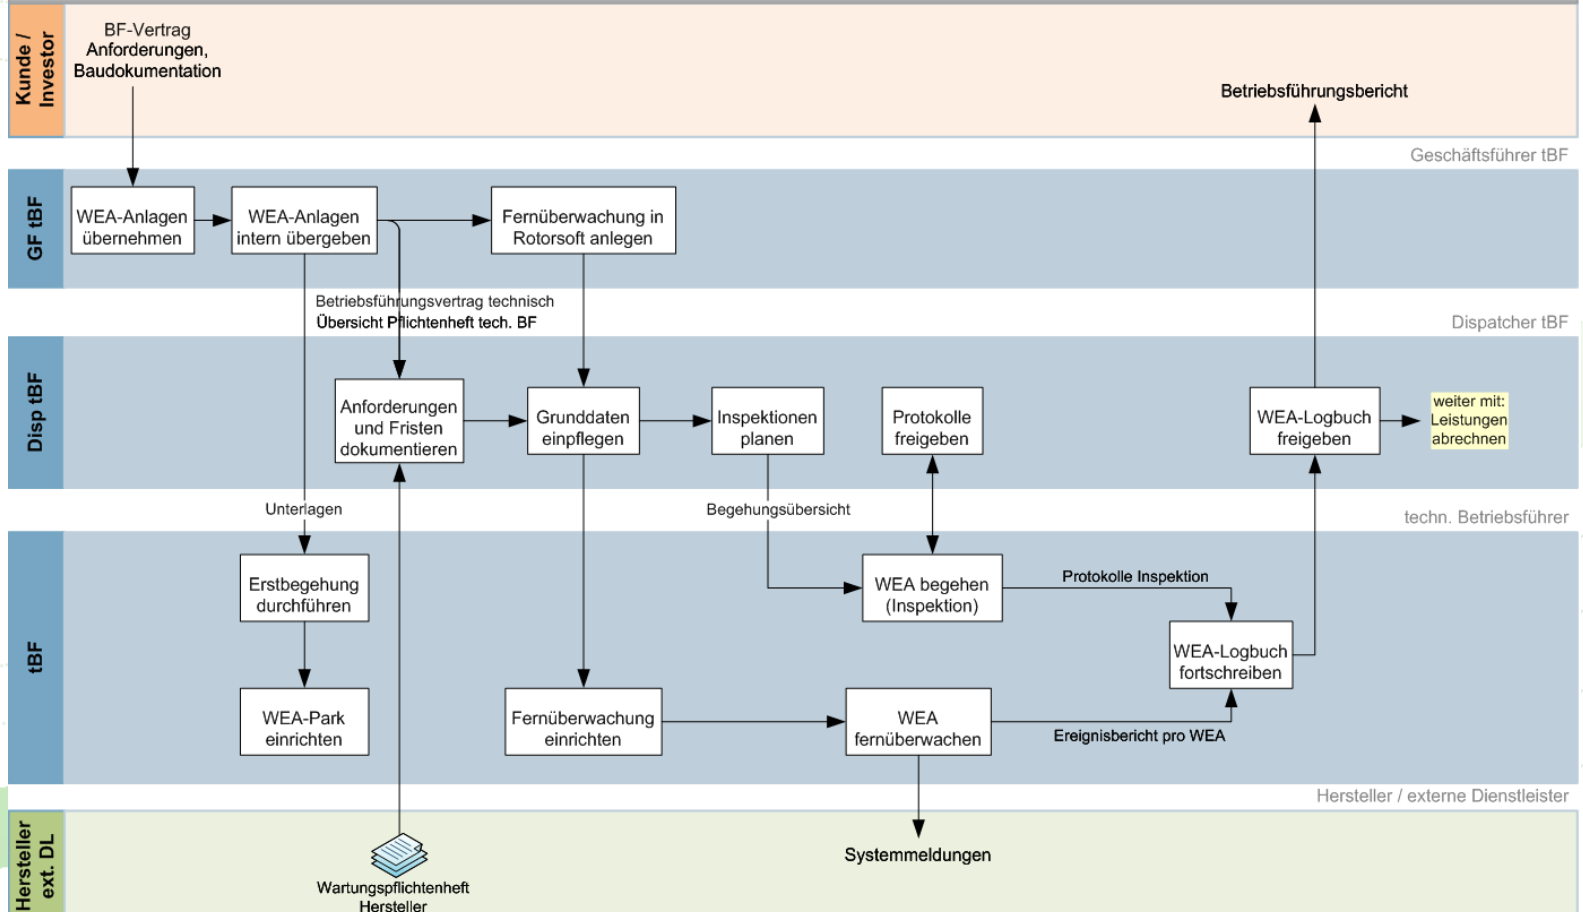 Kunde /
Investor
BF-Vertrag
Anforderungen,
Baudokumentation
Betriebsführungsbericht
Geschäftsführer tBF
GF tBF
WEA-Anlagen
übernehmen
WEA-Anlagen
intern übergeben
Fernüberwachung in
Rotorsoft anlegen
Betriebsführungsvertrag technisch
Übersicht Pflichtenheft tech. BF
Dispatcher tBF
Disp tBF
Anforderungen
und Fristen
dokumentieren
Grunddaten
einpflegen
Inspektionen
planen
Protokolle
freigeben
WEA-Logbuch
freigeben
weiter mit:
Leistungen
abrechnen
Unterlagen
Begehungsübersicht
techn. Betriebsführer
tBF
Erstbegehung
durchführen
WEA begehen
(Inspektion)
Protokolle Inspektion
WEA-Logbuch
fortschreiben
WEA-Park
einrichten
Fernüberwachung
einrichten
WEA
fernüberwachen
Ereignisbericht pro WEA
Hersteller / externe Dienstleister
Hersteller
ext. DL
Systemmeldungen
Wartungspflichtenheft
Hersteller